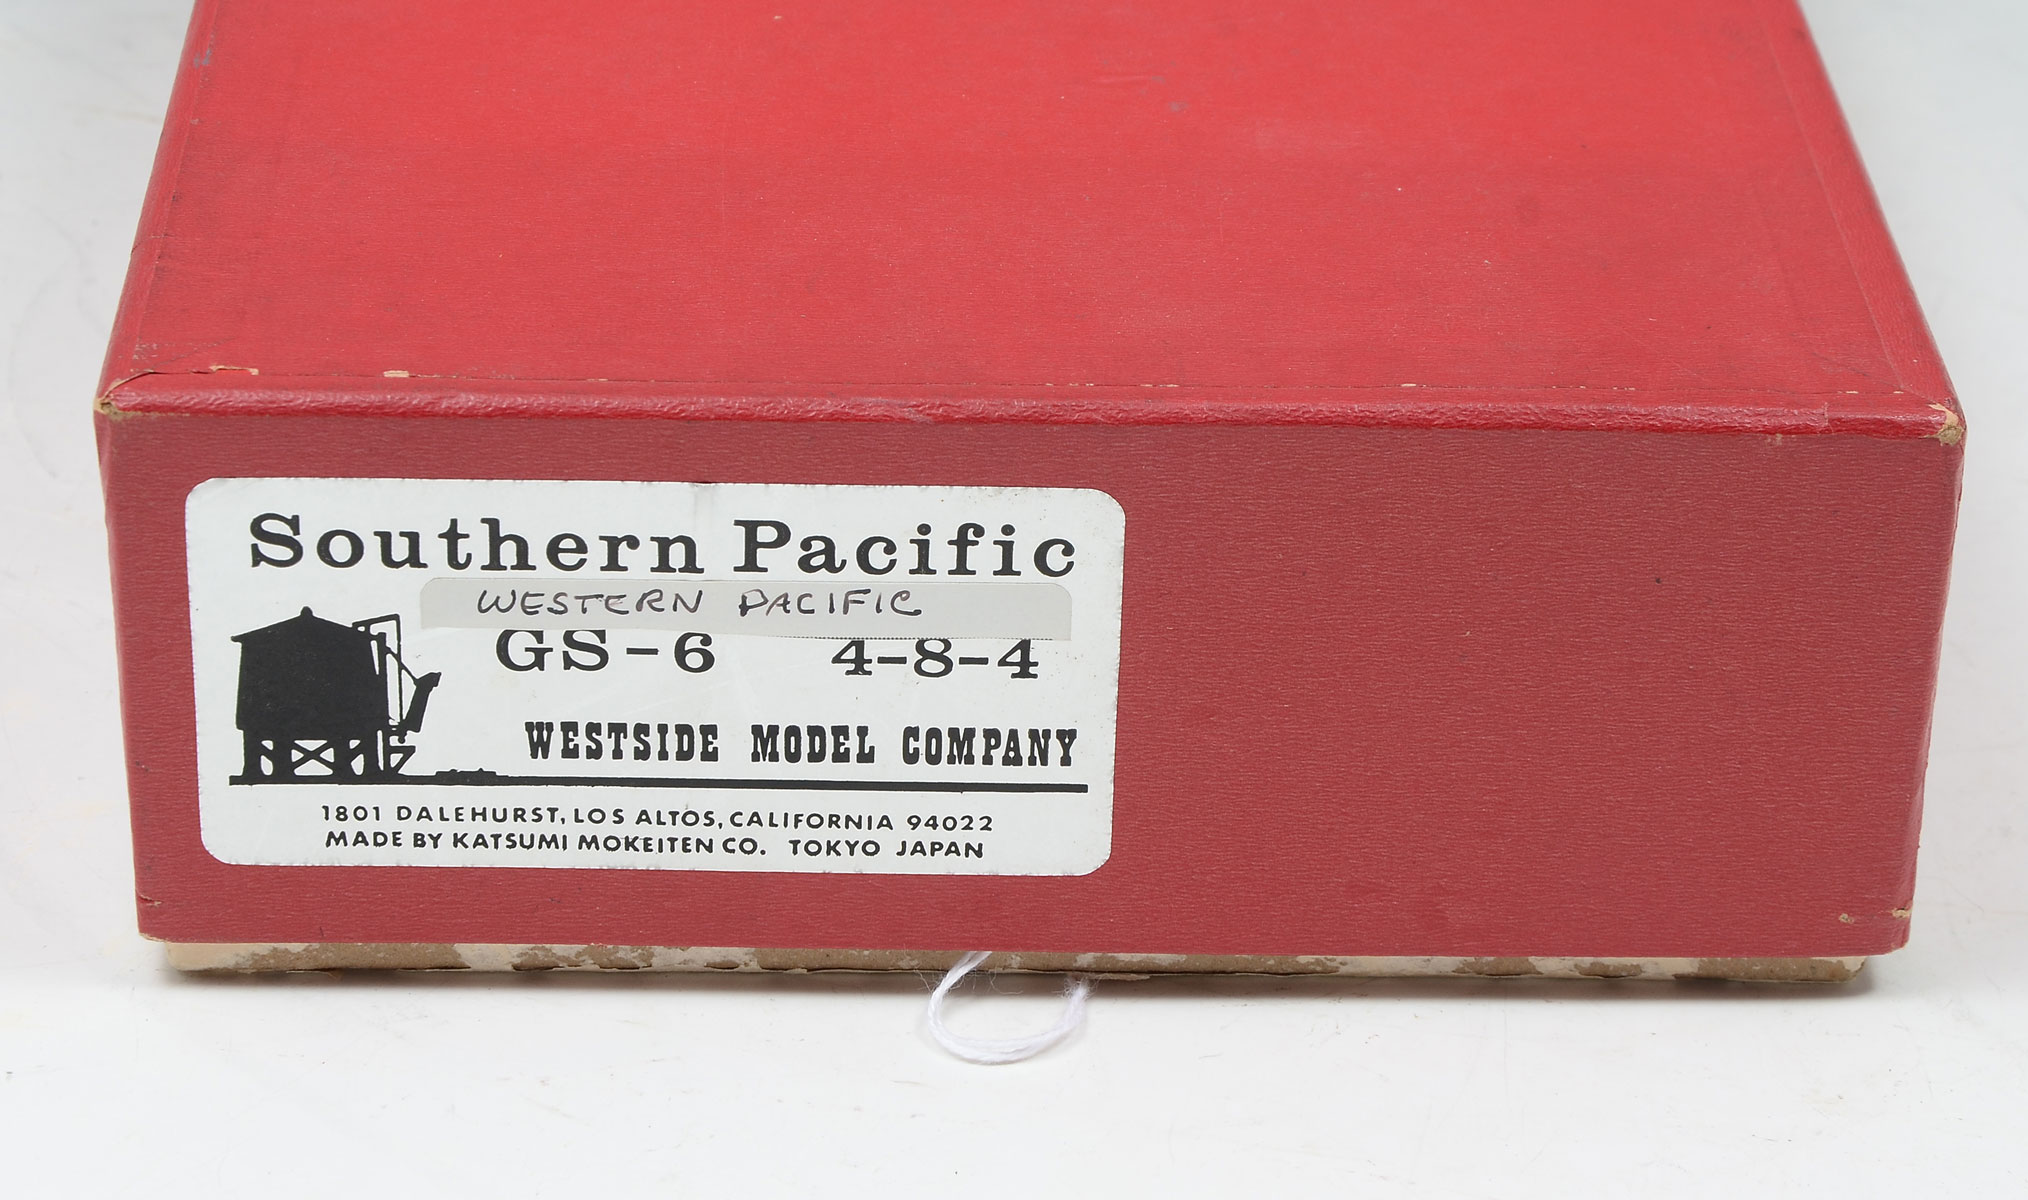 Southern Pacific
WESTERN PACIFIC
GS-6 4-8-4
WESTSIDE MODEL COMPANY
1801 DALEHURST, LOS ALTOS, CALIFORNIA 94022
MADE BY KATSUMI MOKEITEN CO. TOKYO JAPAN